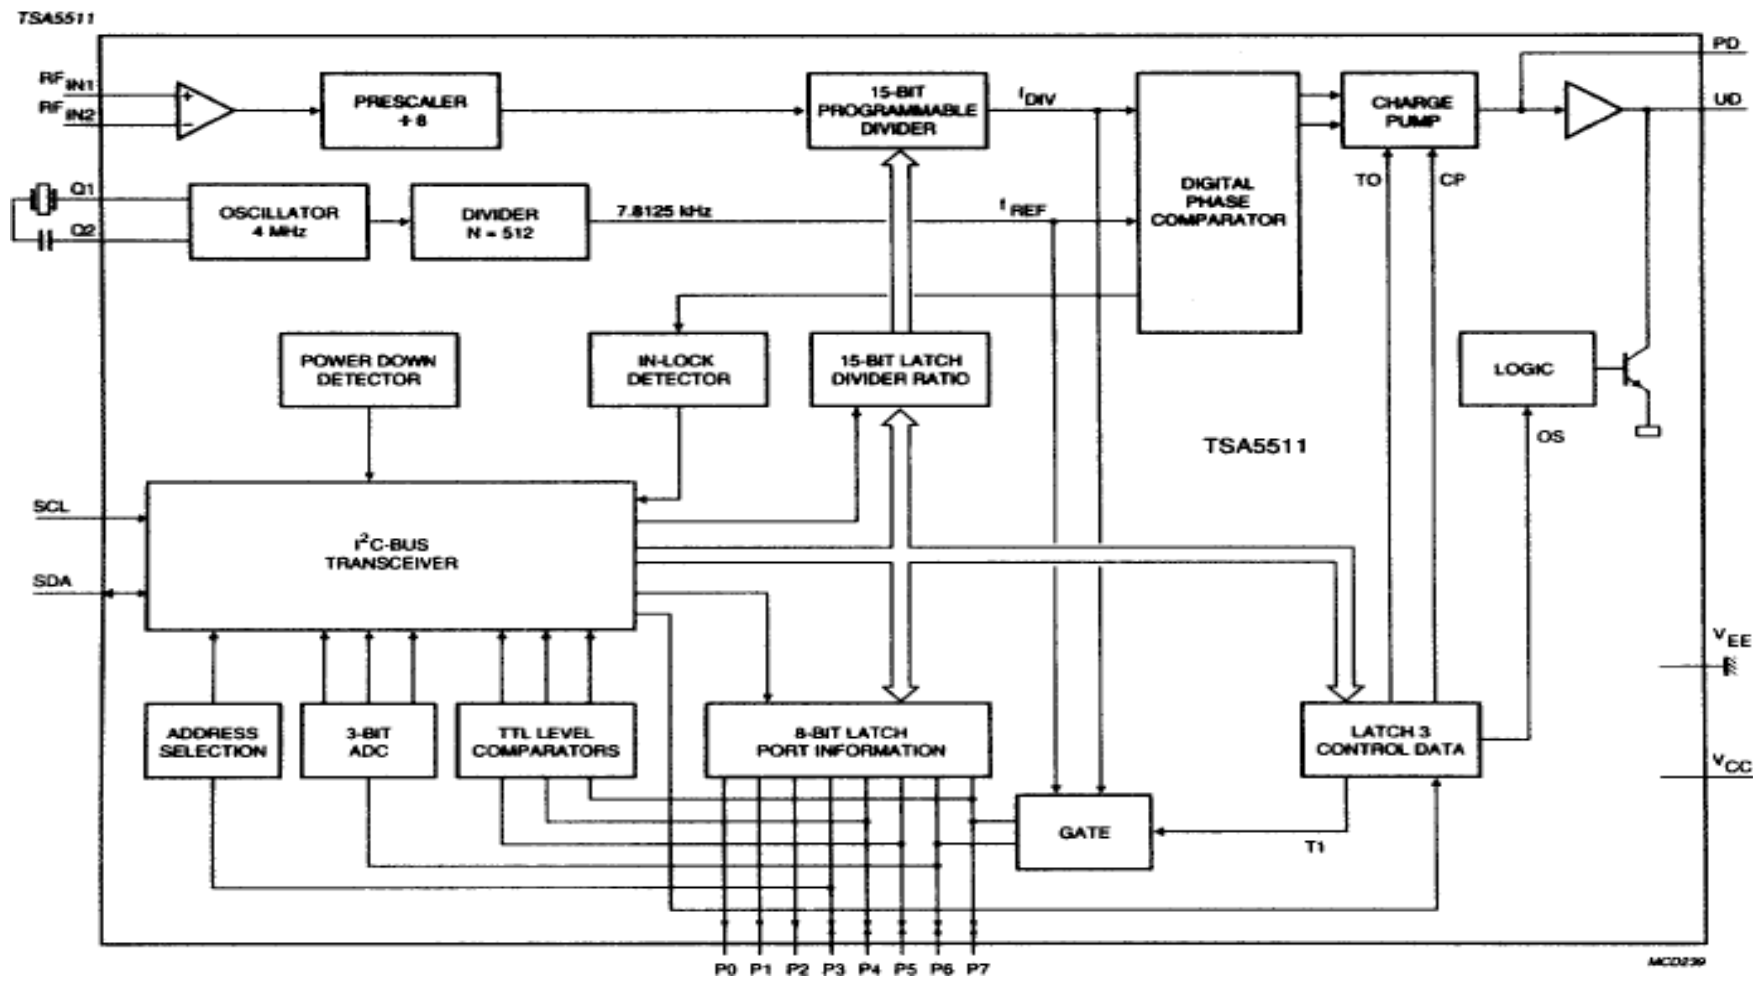 TSA5511
PD
RF IN1
RF IN2
PRESCALER
÷ 8
15-BIT
PROGRAMMABLE
DIVIDER
f DIV
CHARGE
PUMP
UD
Q1
Q2
OSCILLATOR
4 MHz
DIVIDER
N = 512
7.8125 kHz
f REF
DIGITAL
PHASE
COMPARATOR
TO
CP
POWER DOWN
DETECTOR
IN-LOCK
DETECTOR
15-BIT LATCH
DIVIDER RATIO
LOGIC
TSA5511
OS
SCL
SDA
I2C-BUS
TRANSCEIVER
VEE
ADDRESS
SELECTION
3-BIT
ADC
TTL LEVEL
COMPARATORS
8-BIT LATCH
PORT INFORMATION
LATCH 3
CONTROL DATA
VCC
GATE
T1
P0 P1 P2 P3 P4 P5 P6 P7
MCD239